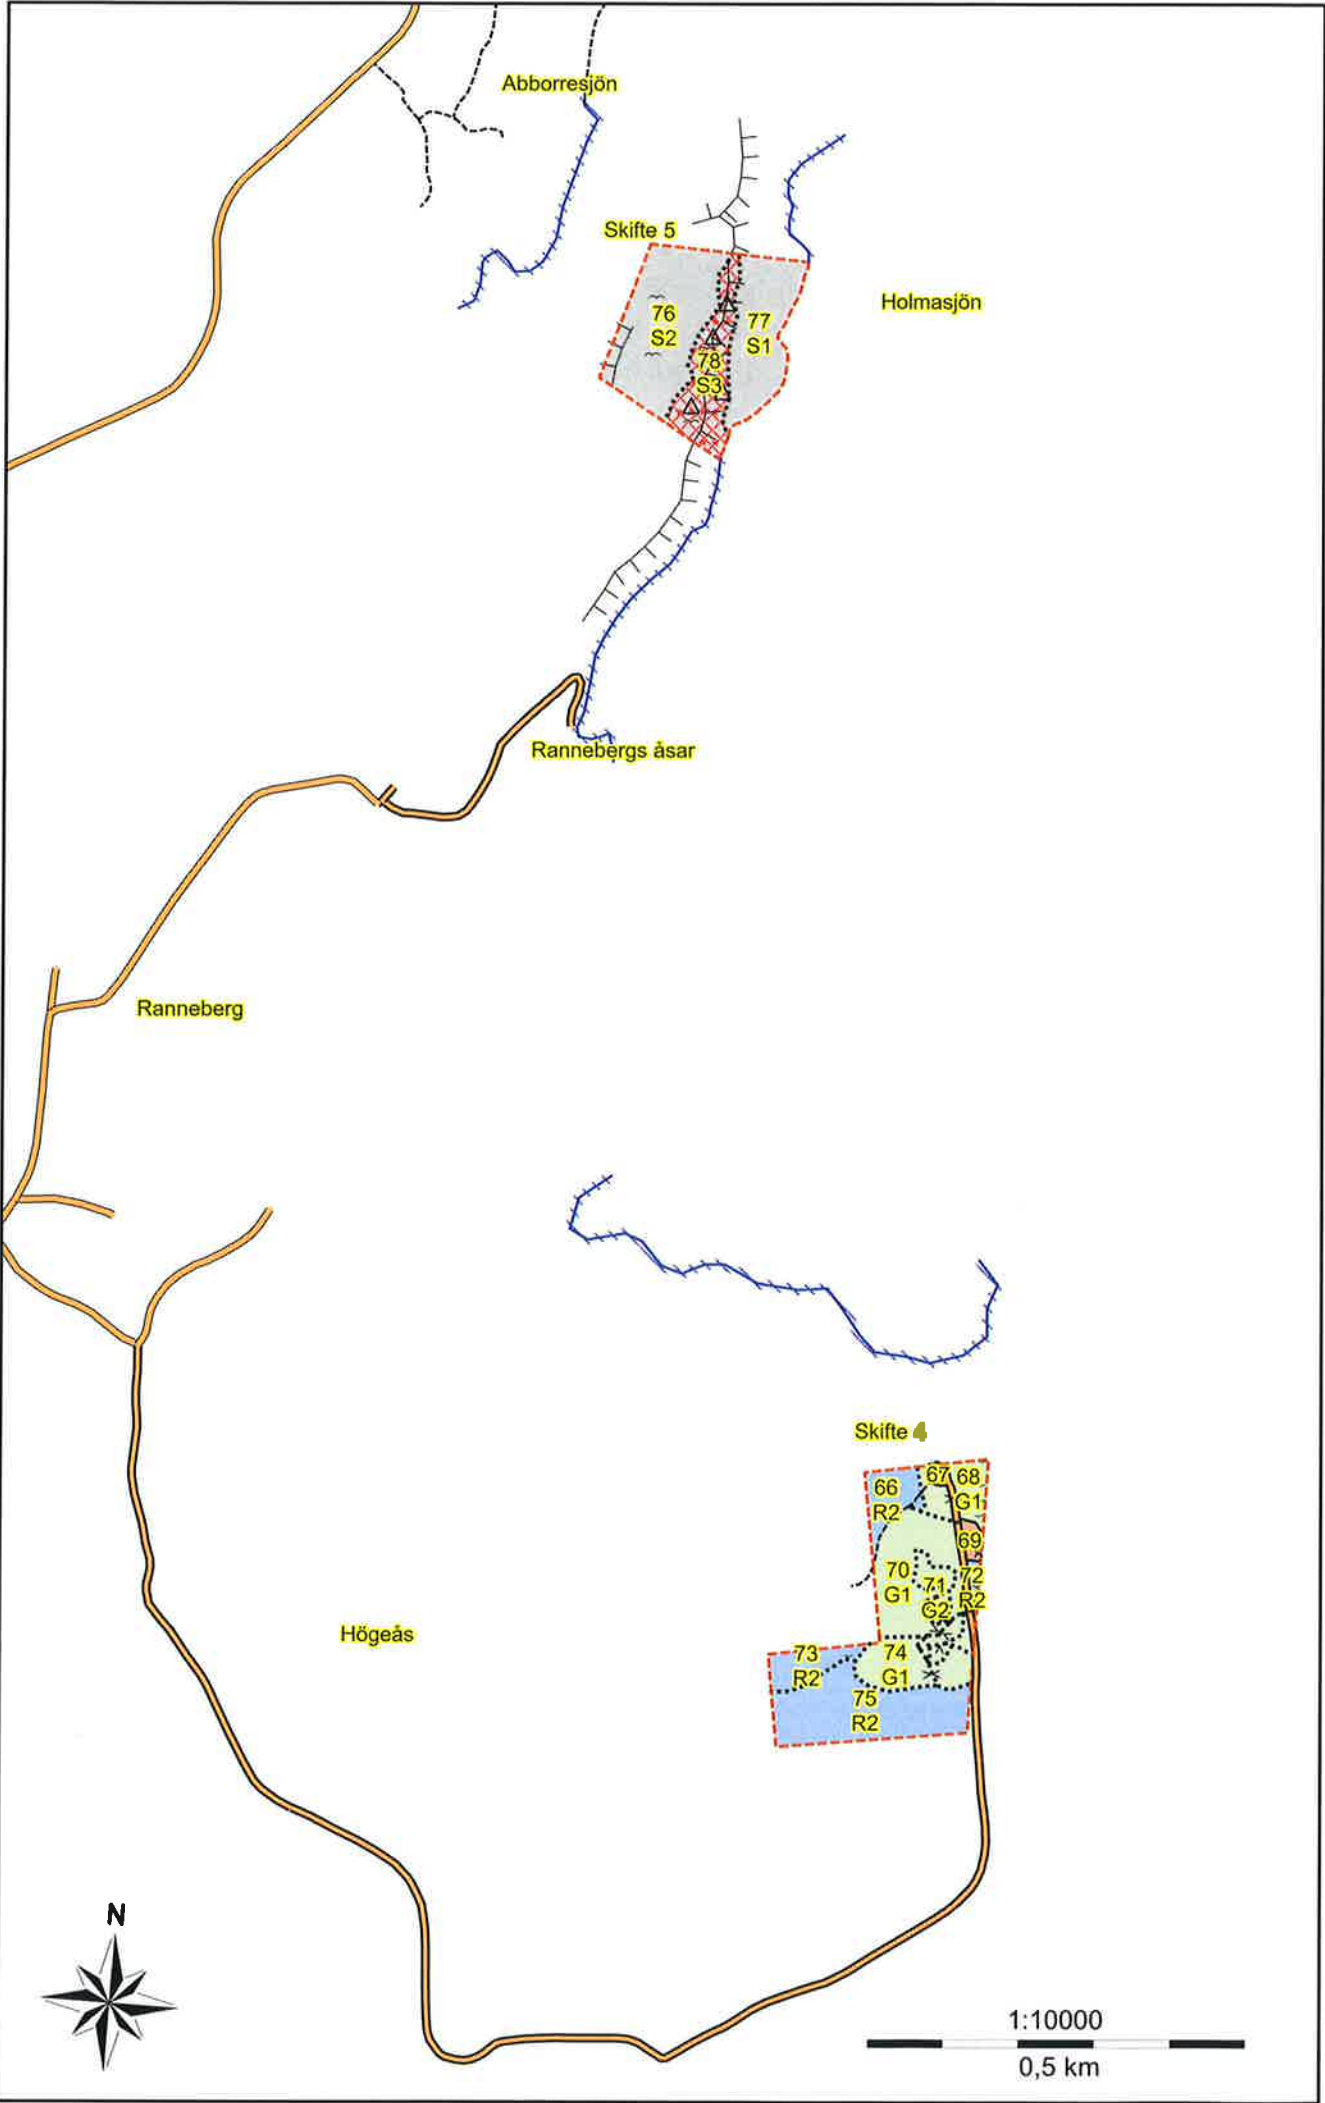 Abborresjön
Skifte 5
Holmasjön
76
S2
77
S1
78
S3
Rannebergs åsar
Ranneberg
Skifte 4
66
R2
67
68
G1
69
70
G1
71
G2
72
R2
73
R2
74
G1
75
R2
Högeås
N
1:10000
0,5 km